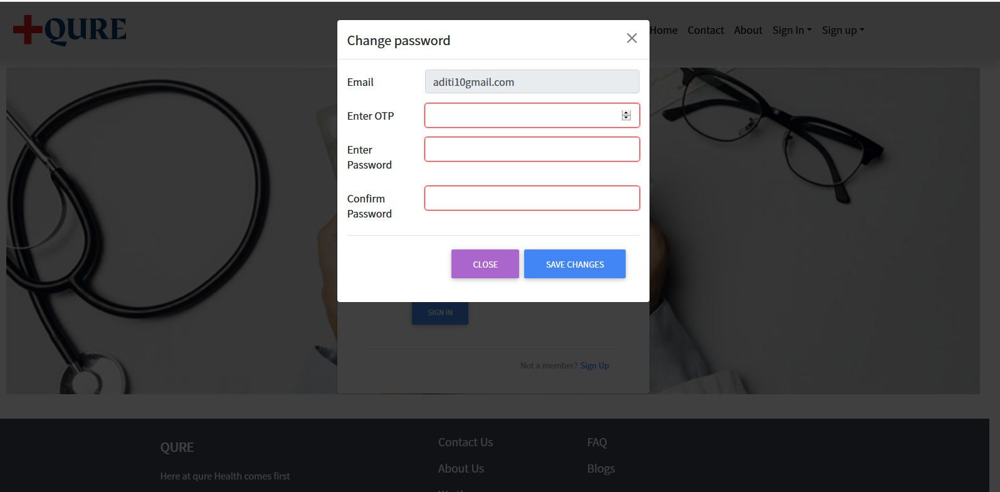 QURE
Home Contact About Sign In Sign up
Change password
Email aditi10gmail.com
Enter OTP
Enter
Password
Confirm
Password
CLOSE SAVE CHANGES
SIGN IN
Not a member? Sign Up
QURE
Here at qure Health comes first
Contact Us
About Us
FAQ
Blogs